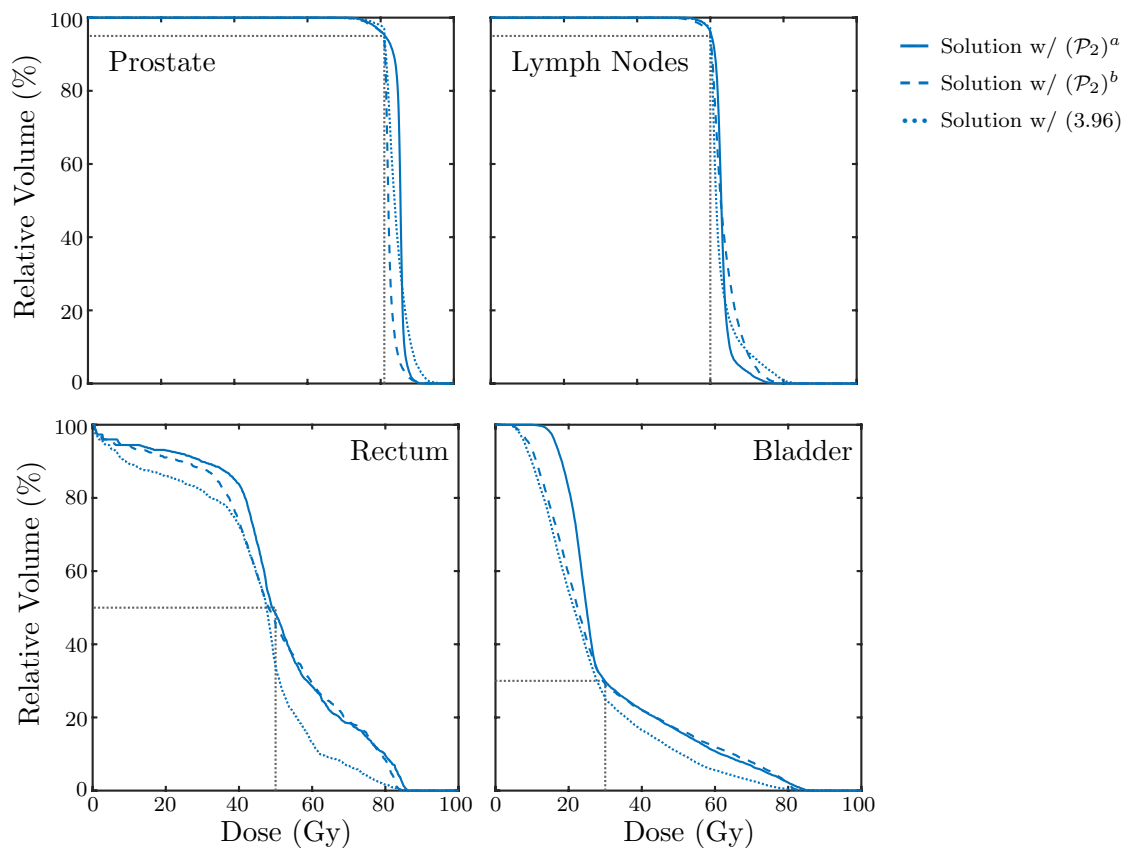 100
80
60
40
20
0
Relative Volume (%)
Prostate
Lymph Nodes
Solution w/ (𝒫₂)ᵃ
Solution w/ (𝒫₂)ᵇ
Solution w/ (3.96)
100
80
60
40
20
0
Relative Volume (%)
Rectum
Bladder
0 20 40 60 80 100
0 20 40 60 80 100
Dose (Gy)
Dose (Gy)